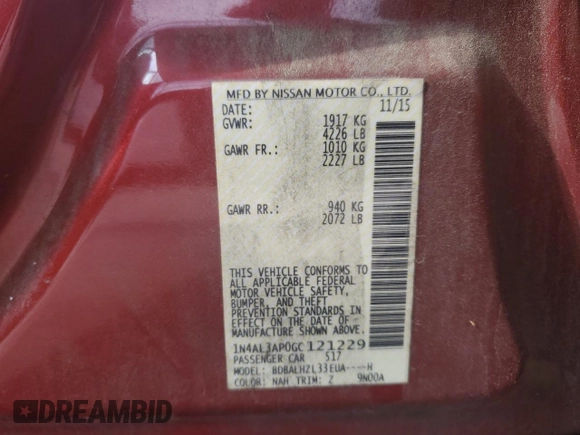 MFD BY NISSAN MOTOR CO., LTD.
DATE: 11/15
GVWR: 1917 KG
4226 LB
GAWR FR.: 1010 KG
2227 LB
GAWR RR.: 940 KG
2072 LB
THIS VEHICLE CONFORMS TO
ALL APPLICABLE FEDERAL
MOTOR VEHICLE SAFETY,
BUMPER, AND THEFT
PREVENTION STANDARDS IN
EFFECT ON THE DATE OF
MANUFACTURE SHOWN ABOVE.
1N4AL3AP0GC121229
PASSENGER CAR S17
MODEL: BDBALHZL33EUA----H
COLOR: NAH TRIM: Z 9N00A
DREAMBID